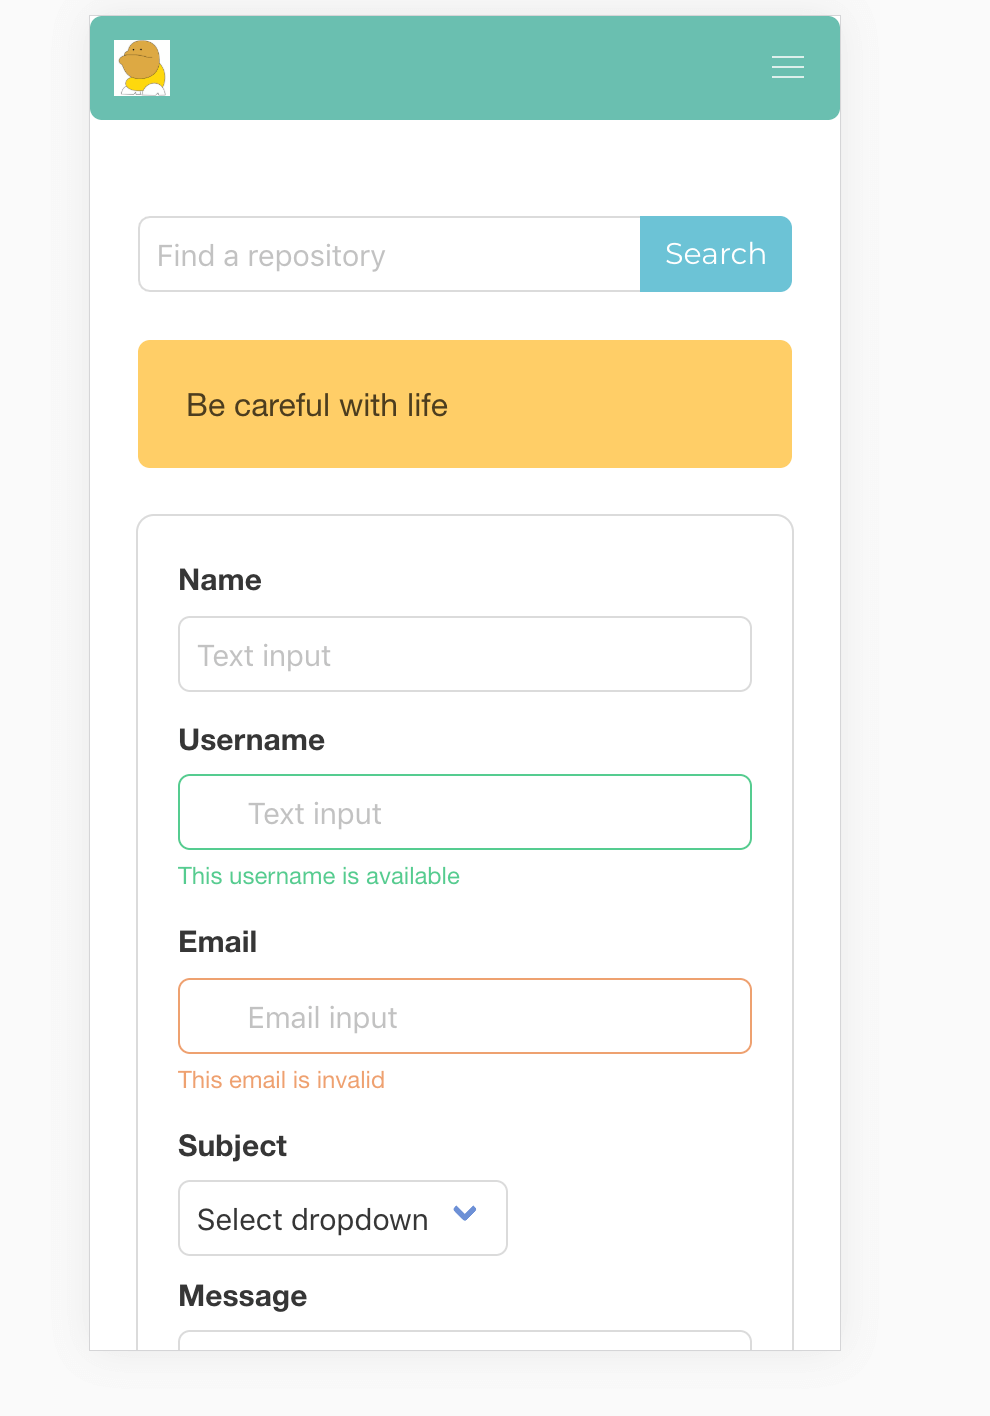 Find a repository
Search
Be careful with life
Name
Text input
Username
Text input
This username is available
Email
Email input
This email is invalid
Subject
Select dropdown
Message